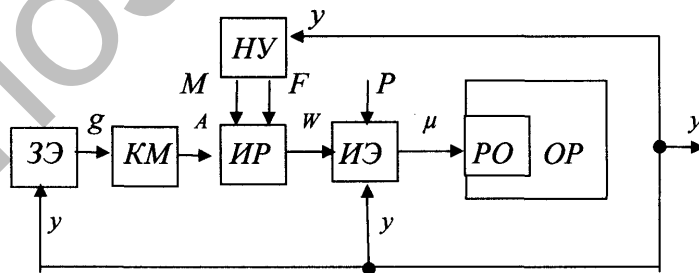 y
НУ
M F P
g A W μ y
ЗЭ КМ ИР ИЭ РО ОР
y y